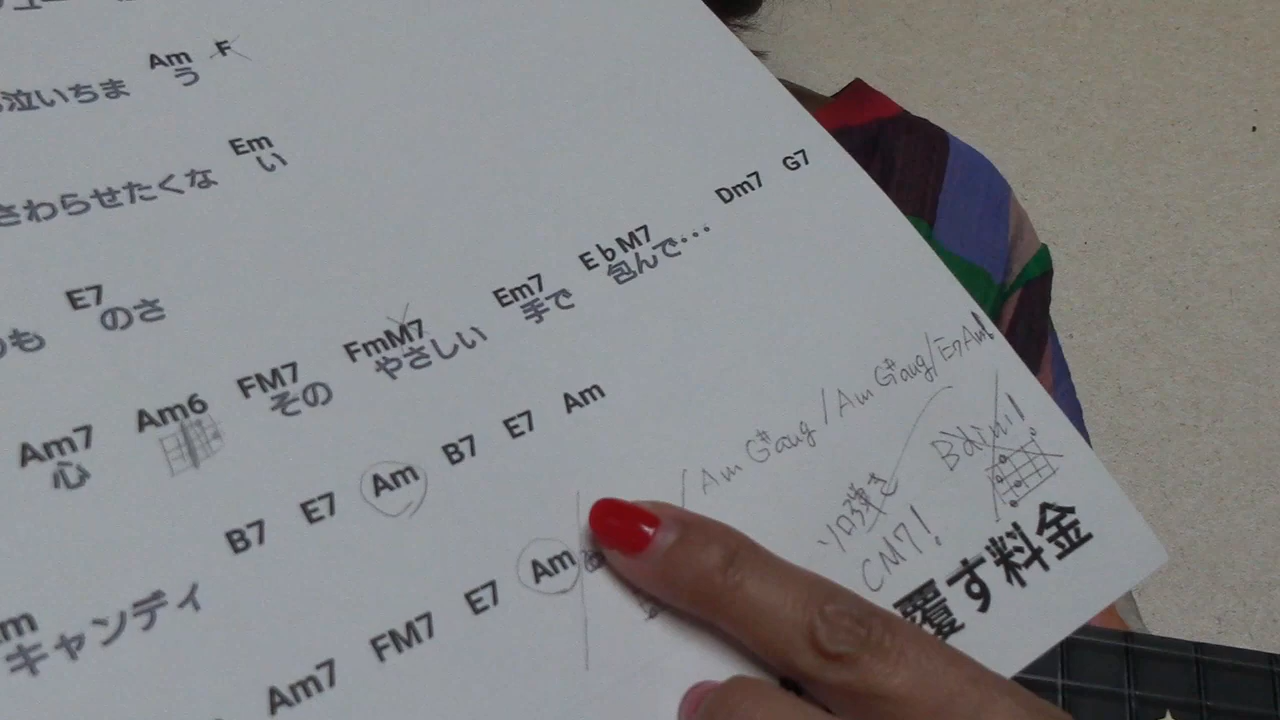 Am F
泣いちまう
Em
さわらせたくない
Dm7 G7
E7 Em7 E♭M7
も のさ 手で 包んで…
Am7 Am6 FM7 FmM7
心 その やさしい
B7 E7 Am B7 E7 Am
キャンディ
Am7 FM7 E7 Am
/ Am G#aug / Am G#aug / E7 Am!
ソロ弾き
CM7!
Bdim!
覆す料金